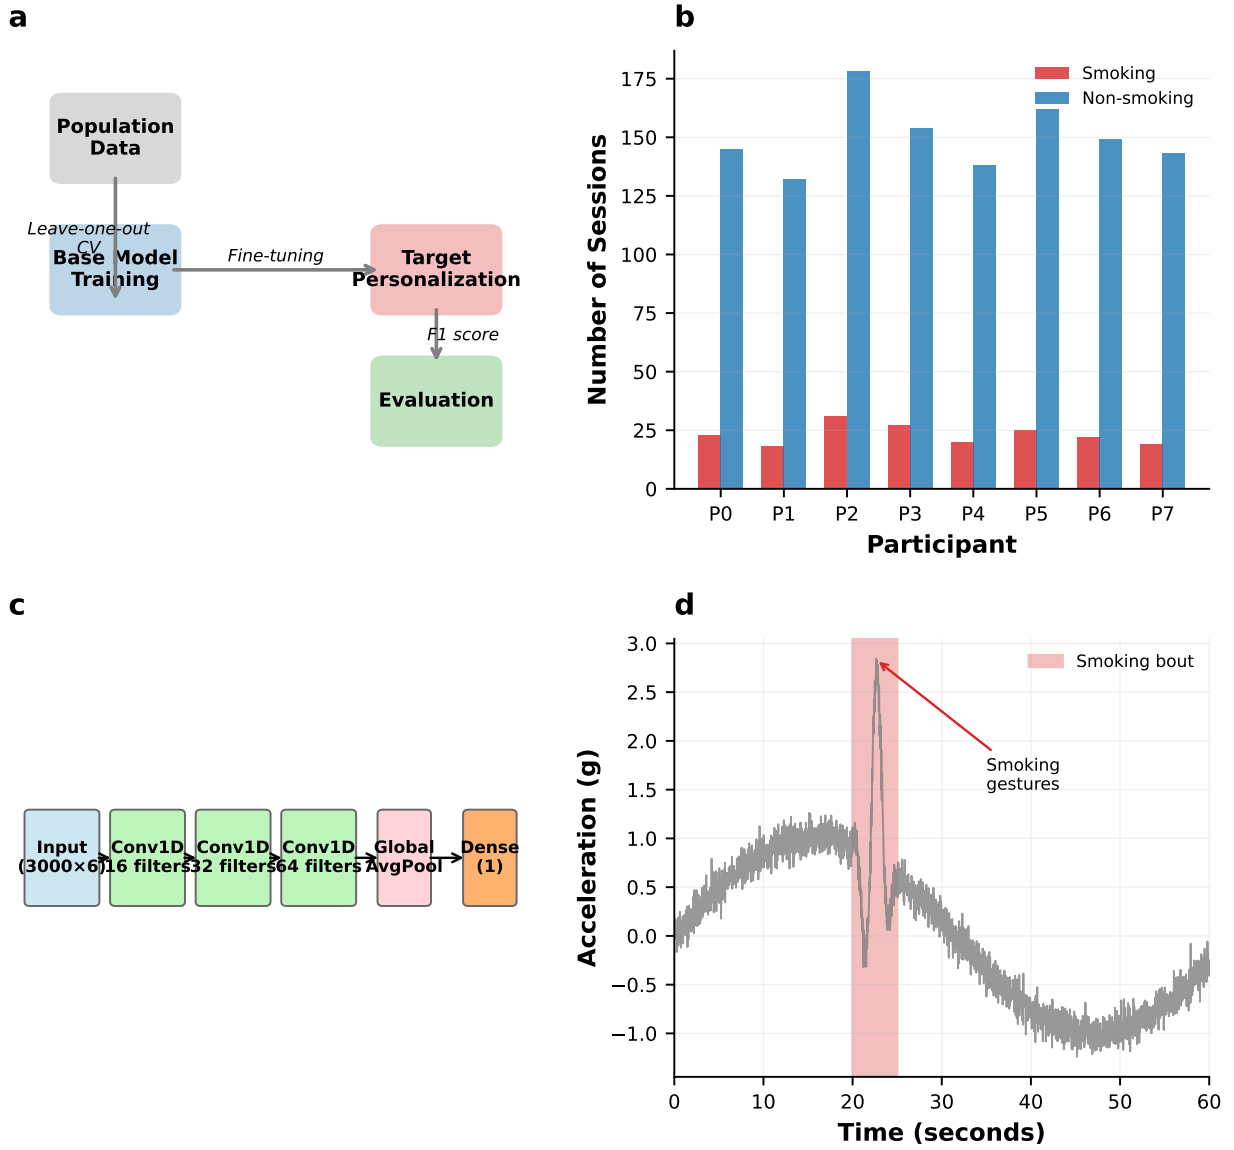 a
Population
Data
Leave-one-out
CV
Base Model
Training
Fine-tuning
Target
Personalization
F1 score
Evaluation
b
Number of Sessions
175
150
125
100
75
50
25
0
Smoking
Non-smoking
P0 P1 P2 P3 P4 P5 P6 P7
Participant
c
Input
(3000×6)
Conv1D
16 filters
Conv1D
32 filters
Conv1D
64 filters
Global
AvgPool
Dense
(1)
d
Acceleration (g)
3.0
2.5
2.0
1.5
1.0
0.5
0.0
−0.5
−1.0
Smoking bout
Smoking
gestures
0 10 20 30 40 50 60
Time (seconds)